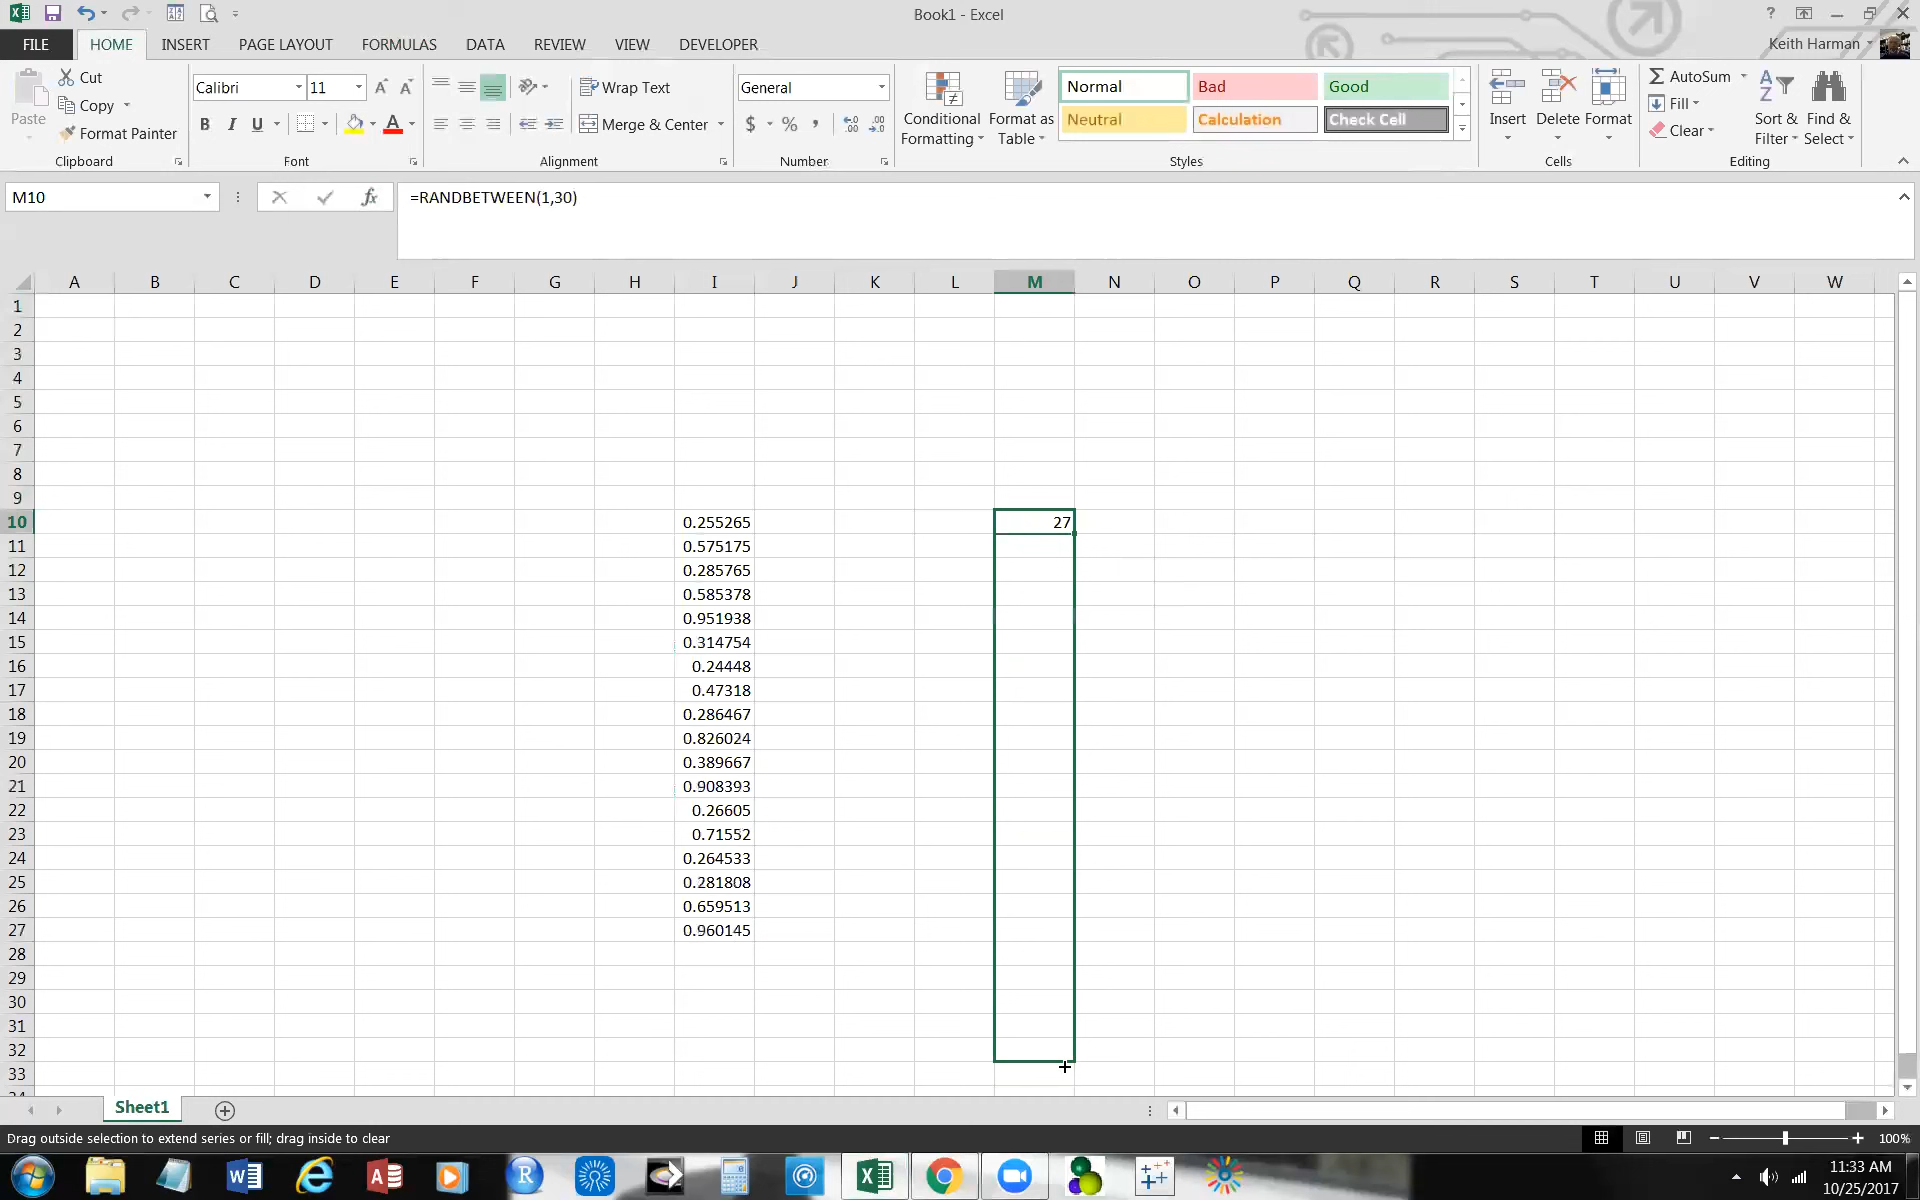 Book1 - Excel
FILE HOME INSERT PAGE LAYOUT FORMULAS DATA REVIEW VIEW DEVELOPER
Keith Harman
Paste
Cut
Copy
Format Painter
Clipboard
Calibri 11
B I U
Font
Wrap Text
Merge & Center
Alignment
General
$ % ,
Number
Conditional Formatting
Format as Table
Normal Bad Good
Neutral Calculation Check Cell
Styles
Insert Delete Format
Cells
AutoSum
Fill
Clear
Sort & Filter
Find & Select
Editing
M10 fx =RANDBETWEEN(1,30)
A B C D E F G H I J K L M N O P Q R S T U V W
1
2
3
4
5
6
7
8
9
10 0.255265 27
11 0.575175
12 0.285765
13 0.585378
14 0.951938
15 0.314754
16 0.24448
17 0.47318
18 0.286467
19 0.826024
20 0.389667
21 0.908393
22 0.26605
23 0.71552
24 0.264533
25 0.281808
26 0.659513
27 0.960145
28
29
30
31
32
33
Sheet1
Drag outside selection to extend series or fill; drag inside to clear
100%
11:33 AM
10/25/2017